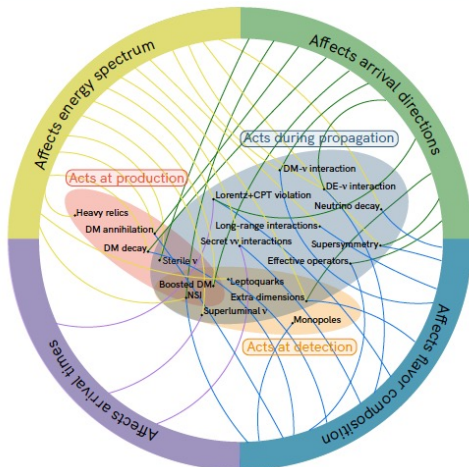 Affects energy spectrum
Affects arrival directions
Acts during propagation
Acts at production
DM-ν interaction
DE-ν interaction
Lorentz+CPT violation
Neutrino decay
Heavy relics
DM annihilation
Long-range interactions
DM decay
Secret νν interactions
Supersymmetry
Sterile ν
Effective operators
Leptoquarks
Boosted DM
NSI
Extra dimensions
Superluminal ν
Monopoles
Acts at detection
Affects arrival times
Affects flavor composition